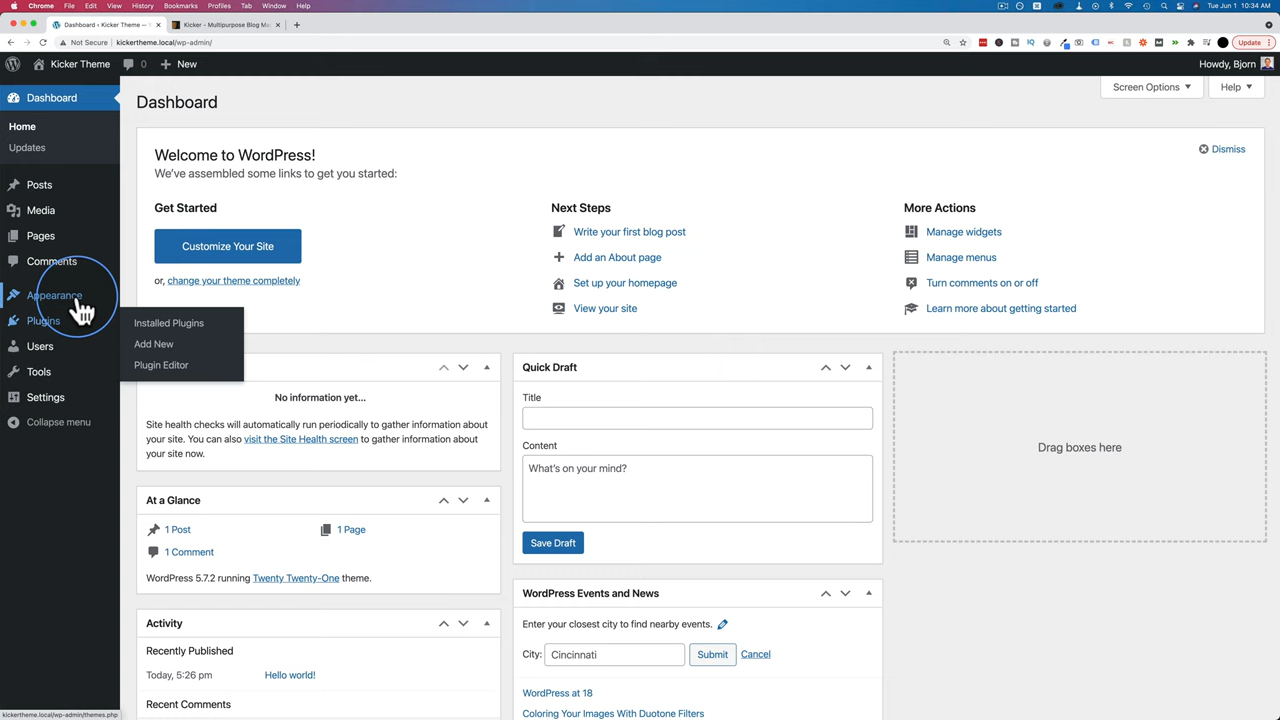 Chrome File Edit View History Bookmarks Profiles Tab Window Help Tue Jun 1 10:34 AM
Dashboard ‹ Kicker Theme — Kicker - Multipurpose Blog Ma
Not Secure | kickertheme.local/wp-admin/ Update
Kicker Theme 0 New Howdy, Bjorn
Dashboard
Home
Updates
Posts
Media
Pages
Comments
Appearance
Plugins
Users
Tools
Settings
Collapse menu
Installed Plugins
Add New
Plugin Editor
Dashboard
Screen Options Help
Welcome to WordPress!
We've assembled some links to get you started:
Dismiss
Get Started
Customize Your Site
or, change your theme completely
Next Steps
Write your first blog post
Add an About page
Set up your homepage
View your site
More Actions
Manage widgets
Manage menus
Turn comments on or off
Learn more about getting started
No information yet...
Site health checks will automatically run periodically to gather information about
your site. You can also visit the Site Health screen to gather information about
your site now.
At a Glance
1 Post 1 Page
1 Comment
WordPress 5.7.2 running Twenty Twenty-One theme.
Activity
Recently Published
Today, 5:26 pm Hello world!
Recent Comments
Quick Draft
Title
Content
What's on your mind?
Save Draft
WordPress Events and News
Enter your closest city to find nearby events.
City: Cincinnati Submit Cancel
WordPress at 18
Coloring Your Images With Duotone Filters
Drag boxes here
kickertheme.local/wp-admin/themes.php